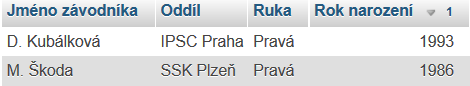 Jméno závodníka Oddíl Ruka Rok narození 1
D. Kubálková IPSC Praha Pravá 1993
M. Škoda SSK Plzeň Pravá 1986